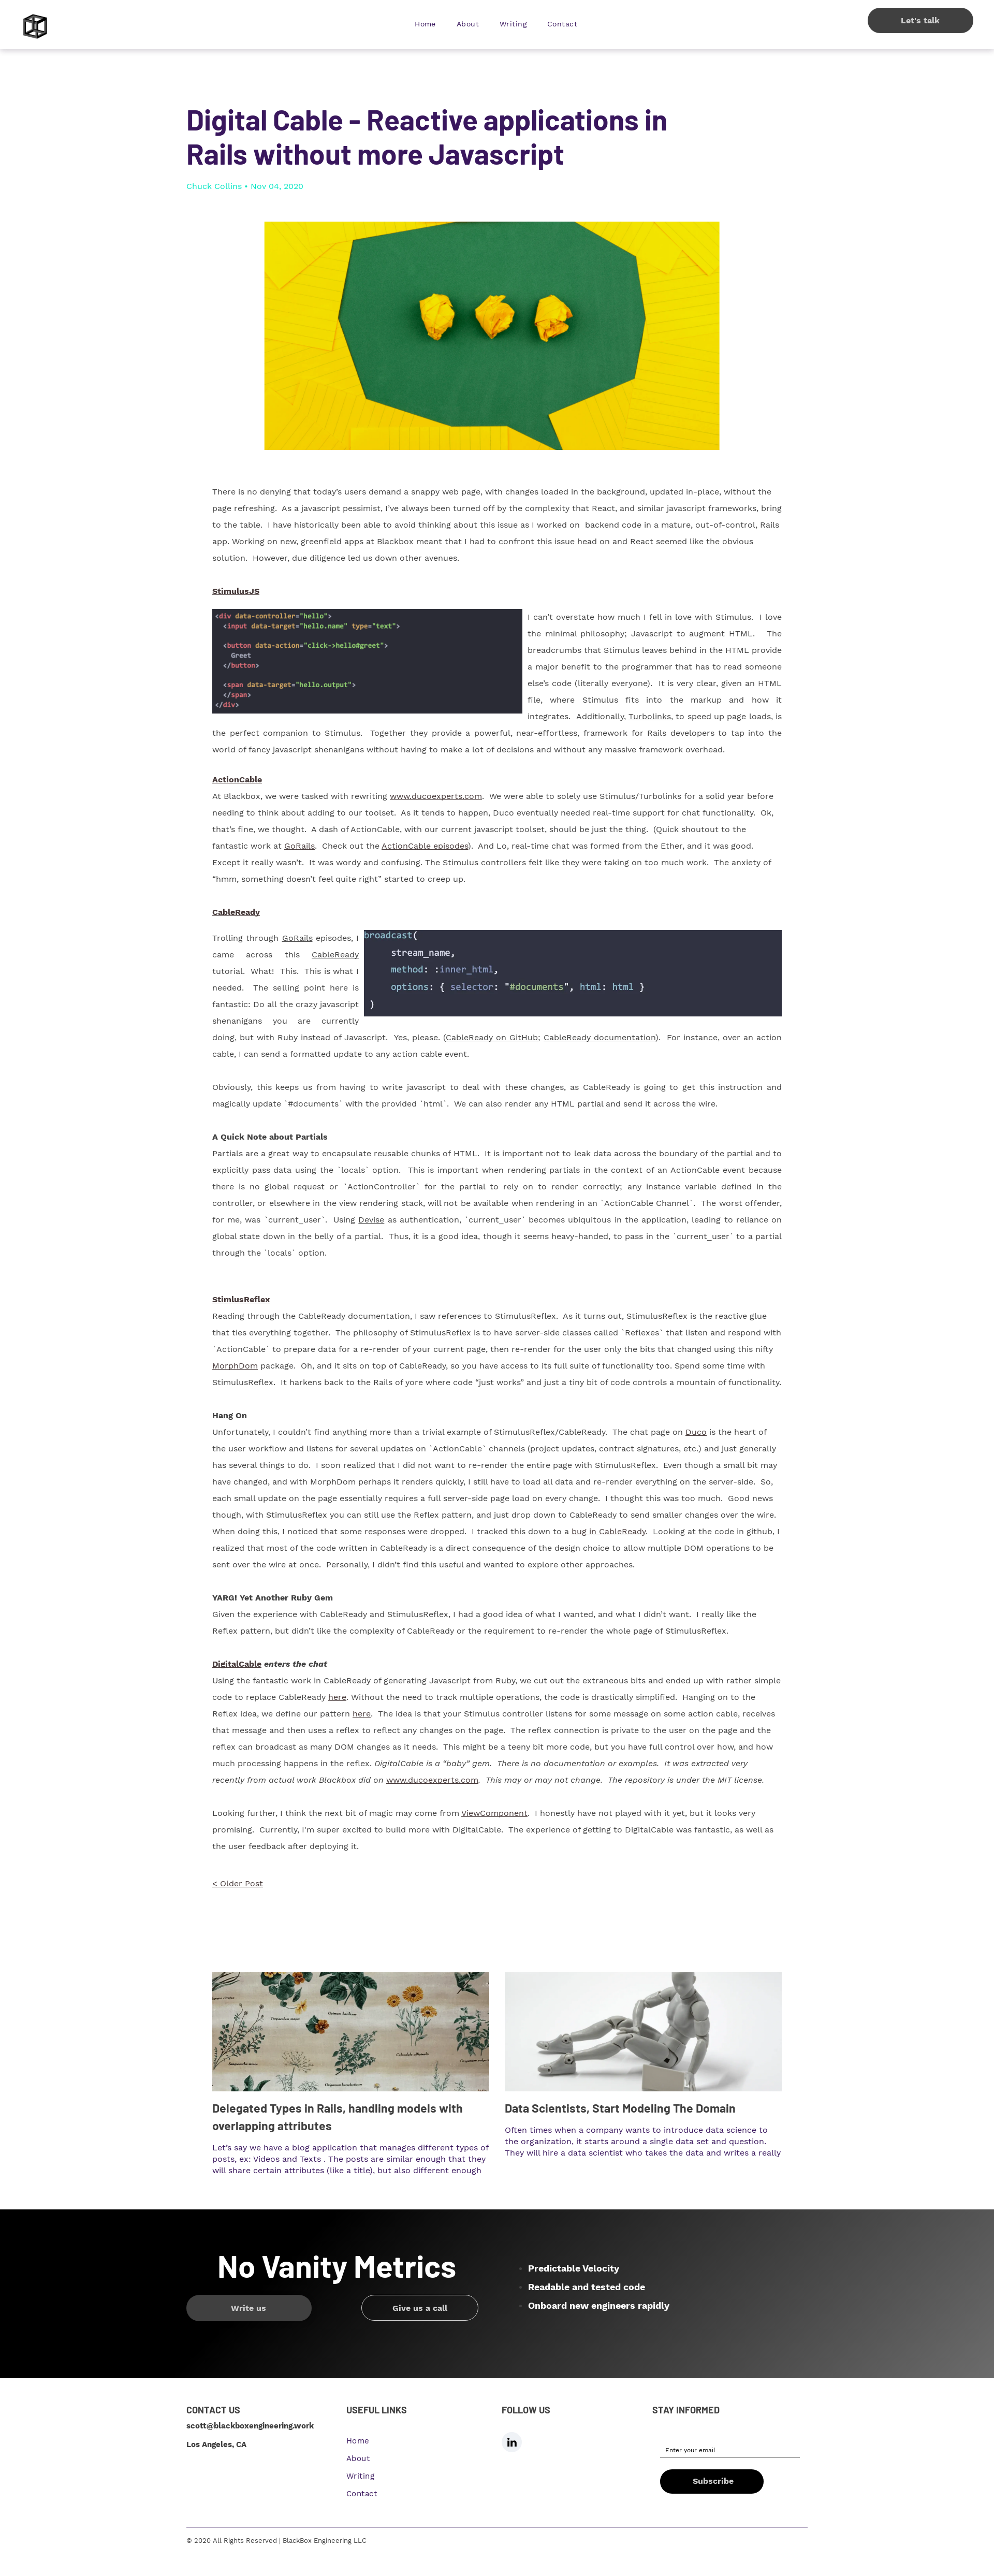 Home
About
Writing
Contact
Let's talk
Digital Cable - Reactive applications in
Rails without more Javascript
Chuck Collins • Nov 04, 2020
There is no denying that today’s users demand a snappy web page, with changes loaded in the background, updated in-place, without the
page refreshing.  As a javascript pessimist, I’ve always been turned off by the complexity that React, and similar javascript frameworks, bring
to the table.  I have historically been able to avoid thinking about this issue as I worked on  backend code in a mature, out-of-control, Rails
app. Working on new, greenfield apps at Blackbox meant that I had to confront this issue head on and React seemed like the obvious
solution.  However, due diligence led us down other avenues.
StimulusJS
<div data-controller="hello">
<input data-target="hello.name" type="text">
<button data-action="click->hello#greet">
Greet
</button>
<span data-target="hello.output">
</span>
</div>
I can’t overstate how much I fell in love with Stimulus.  I love
the minimal philosophy; Javascript to augment HTML.  The
breadcrumbs that Stimulus leaves behind in the HTML provide
a major benefit to the programmer that has to read someone
else’s code (literally everyone).  It is very clear, given an HTML
file, where Stimulus fits into the markup and how it
integrates.  Additionally, Turbolinks, to speed up page loads, is
the perfect companion to Stimulus.  Together they provide a powerful, near-effortless, framework for Rails developers to tap into the
world of fancy javascript shenanigans without having to make a lot of decisions and without any massive framework overhead.
ActionCable
At Blackbox, we were tasked with rewriting www.ducoexperts.com.  We were able to solely use Stimulus/Turbolinks for a solid year before
needing to think about adding to our toolset.  As it tends to happen, Duco eventually needed real-time support for chat functionality.  Ok,
that’s fine, we thought.  A dash of ActionCable, with our current javascript toolset, should be just the thing.  (Quick shoutout to the
fantastic work at GoRails.  Check out the ActionCable episodes).  And Lo, real-time chat was formed from the Ether, and it was good.
Except it really wasn’t.  It was wordy and confusing. The Stimulus controllers felt like they were taking on too much work.  The anxiety of
“hmm, something doesn’t feel quite right” started to creep up.
CableReady
Trolling through GoRails episodes, I
came across this CableReady
tutorial.  What!  This.  This is what I
needed.  The selling point here is
fantastic: Do all the crazy javascript
shenanigans you are currently
broadcast(
stream_name,
method: :inner_html,
options: { selector: "#documents", html: html }
)
doing, but with Ruby instead of Javascript.  Yes, please. (CableReady on GitHub; CableReady documentation).  For instance, over an action
cable, I can send a formatted update to any action cable event.
Obviously, this keeps us from having to write javascript to deal with these changes, as CableReady is going to get this instruction and
magically update `#documents` with the provided `html`.  We can also render any HTML partial and send it across the wire.
A Quick Note about Partials
Partials are a great way to encapsulate reusable chunks of HTML.  It is important not to leak data across the boundary of the partial and to
explicitly pass data using the `locals` option.  This is important when rendering partials in the context of an ActionCable event because
there is no global request or `ActionController` for the partial to rely on to render correctly; any instance variable defined in the
controller, or elsewhere in the view rendering stack, will not be available when rendering in an `ActionCable Channel`.  The worst offender,
for me, was `current_user`.  Using Devise as authentication, `current_user` becomes ubiquitous in the application, leading to reliance on
global state down in the belly of a partial.  Thus, it is a good idea, though it seems heavy-handed, to pass in the `current_user` to a partial
through the `locals` option.
StimlusReflex
Reading through the CableReady documentation, I saw references to StimulusReflex.  As it turns out, StimulusReflex is the reactive glue
that ties everything together.  The philosophy of StimulusReflex is to have server-side classes called `Reflexes` that listen and respond with
`ActionCable` to prepare data for a re-render of your current page, then re-render for the user only the bits that changed using this nifty
MorphDom package.  Oh, and it sits on top of CableReady, so you have access to its full suite of functionality too. Spend some time with
StimulusReflex.  It harkens back to the Rails of yore where code “just works” and just a tiny bit of code controls a mountain of functionality.
Hang On
Unfortunately, I couldn’t find anything more than a trivial example of StimulusReflex/CableReady.  The chat page on Duco is the heart of
the user workflow and listens for several updates on `ActionCable` channels (project updates, contract signatures, etc.) and just generally
has several things to do.  I soon realized that I did not want to re-render the entire page with StimulusReflex.  Even though a small bit may
have changed, and with MorphDom perhaps it renders quickly, I still have to load all data and re-render everything on the server-side.  So,
each small update on the page essentially requires a full server-side page load on every change.  I thought this was too much.  Good news
though, with StimulusReflex you can still use the Reflex pattern, and just drop down to CableReady to send smaller changes over the wire.
When doing this, I noticed that some responses were dropped.  I tracked this down to a bug in CableReady.  Looking at the code in github, I
realized that most of the code written in CableReady is a direct consequence of the design choice to allow multiple DOM operations to be
sent over the wire at once.  Personally, I didn’t find this useful and wanted to explore other approaches.
YARG! Yet Another Ruby Gem
Given the experience with CableReady and StimulusReflex, I had a good idea of what I wanted, and what I didn’t want.  I really like the
Reflex pattern, but didn’t like the complexity of CableReady or the requirement to re-render the whole page of StimulusReflex.
DigitalCable enters the chat
Using the fantastic work in CableReady of generating Javascript from Ruby, we cut out the extraneous bits and ended up with rather simple
code to replace CableReady here. Without the need to track multiple operations, the code is drastically simplified.  Hanging on to the
Reflex idea, we define our pattern here.  The idea is that your Stimulus controller listens for some message on some action cable, receives
that message and then uses a reflex to reflect any changes on the page.  The reflex connection is private to the user on the page and the
reflex can broadcast as many DOM changes as it needs.  This might be a teeny bit more code, but you have full control over how, and how
much processing happens in the reflex. DigitalCable is a “baby” gem.  There is no documentation or examples.  It was extracted very
recently from actual work Blackbox did on www.ducoexperts.com.  This may or may not change.  The repository is under the MIT license.
Looking further, I think the next bit of magic may come from ViewComponent.  I honestly have not played with it yet, but it looks very
promising.  Currently, I’m super excited to build more with DigitalCable.  The experience of getting to DigitalCable was fantastic, as well as
the user feedback after deploying it.
< Older Post
Delegated Types in Rails, handling models with
overlapping attributes
Let’s say we have a blog application that manages different types of
posts, ex: Videos and Texts . The posts are similar enough that they
will share certain attributes (like a title), but also different enough
Data Scientists, Start Modeling The Domain
Often times when a company wants to introduce data science to
the organization, it starts around a single data set and question.
They will hire a data scientist who takes the data and writes a really
No Vanity Metrics
Write us
Give us a call
Predictable Velocity
Readable and tested code
Onboard new engineers rapidly
CONTACT US
scott@blackboxengineering.work
Los Angeles, CA
USEFUL LINKS
Home
About
Writing
Contact
FOLLOW US
in
STAY INFORMED
Enter your email
Subscribe
© 2020 All Rights Reserved | BlackBox Engineering LLC